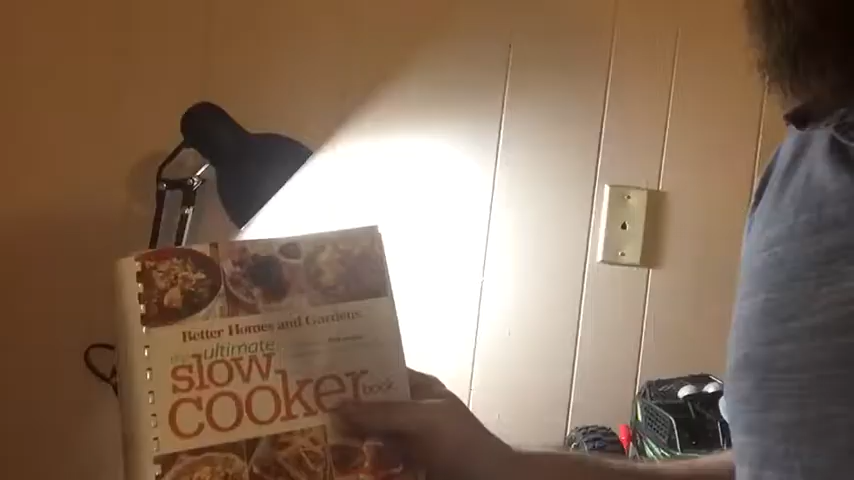 Better Homes and Gardens
the ultimate
slow
cooker book